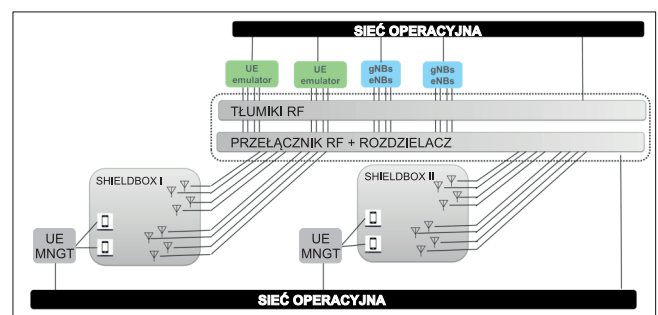 SIEĆ OPERACYJNA
UE
emulator
UE
emulator
gNBs
eNBs
gNBs
eNBs
TŁUMIKI RF
PRZEŁĄCZNIK RF + ROZDZIELACZ
SHIELDBOX I
SHIELDBOX II
UE
MNGT
UE
MNGT
SIEĆ OPERACYJNA